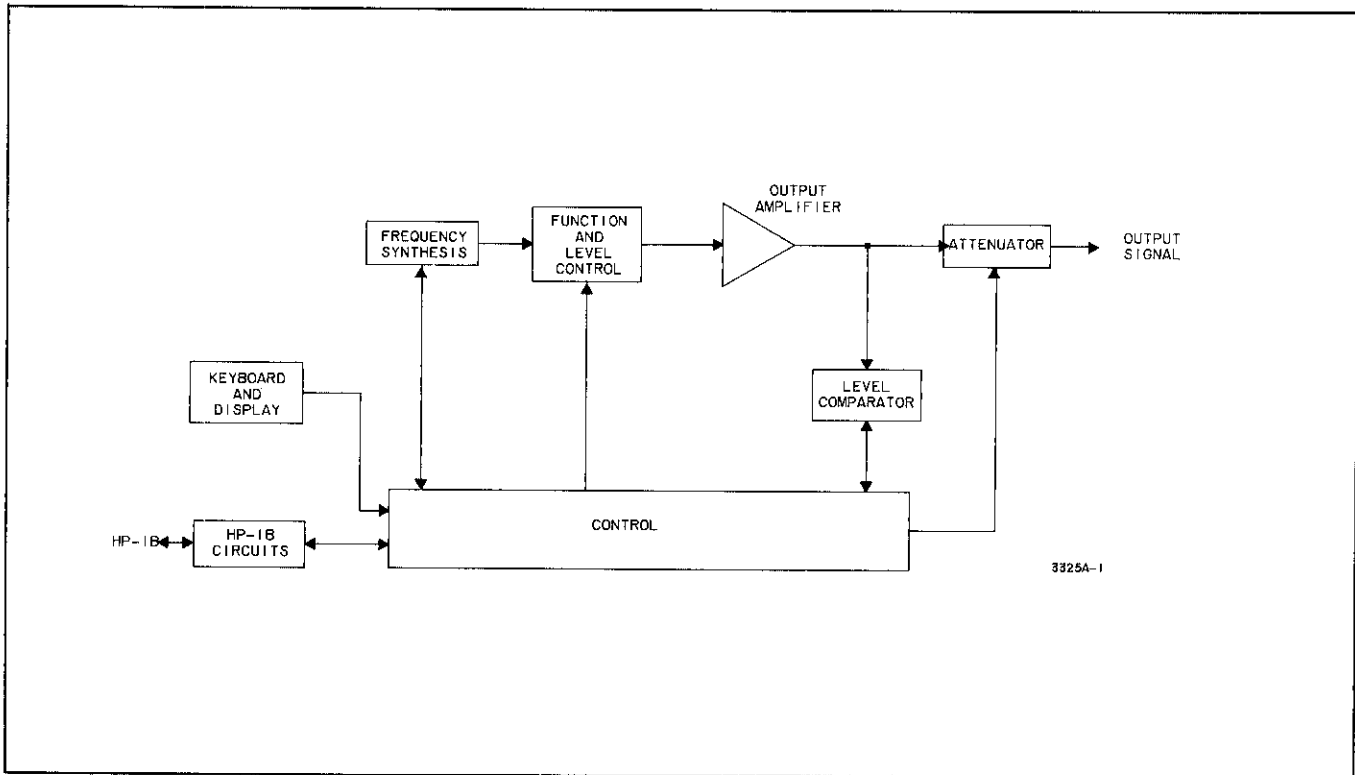 OUTPUT
AMPLIFIER
FREQUENCY
SYNTHESIS
FUNCTION
AND
LEVEL
CONTROL
ATTENUATOR
OUTPUT
SIGNAL
KEYBOARD
AND
DISPLAY
LEVEL
COMPARATOR
HP-IB
HP-IB
CIRCUITS
CONTROL
3325A-1